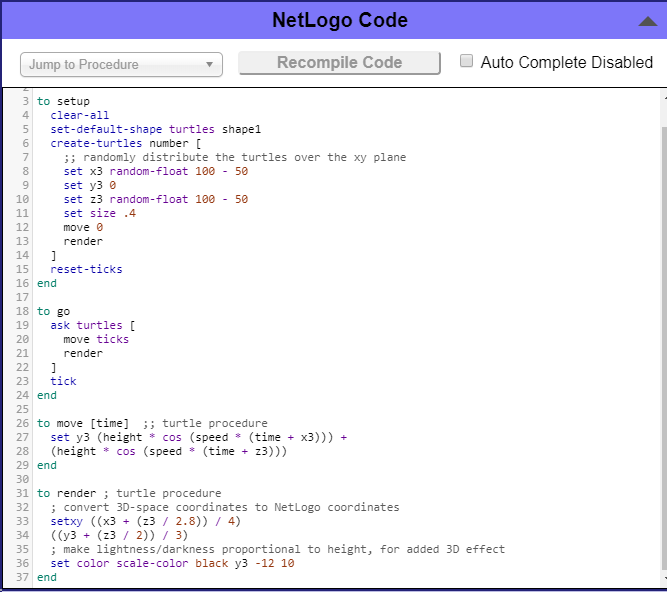 NetLogo Code
Jump to Procedure
Recompile Code
Auto Complete Disabled
2
3 to setup
4 clear-all
5 set-default-shape turtles shape1
6 create-turtles number [
7 ;; randomly distribute the turtles over the xy plane
8 set x3 random-float 100 - 50
9 set y3 0
10 set z3 random-float 100 - 50
11 set size .4
12 move 0
13 render
14 ]
15 reset-ticks
16 end
17
18 to go
19 ask turtles [
20 move ticks
21 render
22 ]
23 tick
24 end
25
26 to move [time]  ;; turtle procedure
27 set y3 (height * cos (speed * (time + x3))) +
28 (height * cos (speed * (time + z3)))
29 end
30
31 to render ; turtle procedure
32 ; convert 3D-space coordinates to NetLogo coordinates
33 setxy ((x3 + (z3 / 2.8)) / 4)
34 ((y3 + (z3 / 2)) / 3)
35 ; make lightness/darkness proportional to height, for added 3D effect
36 set color scale-color black y3 -12 10
37 end